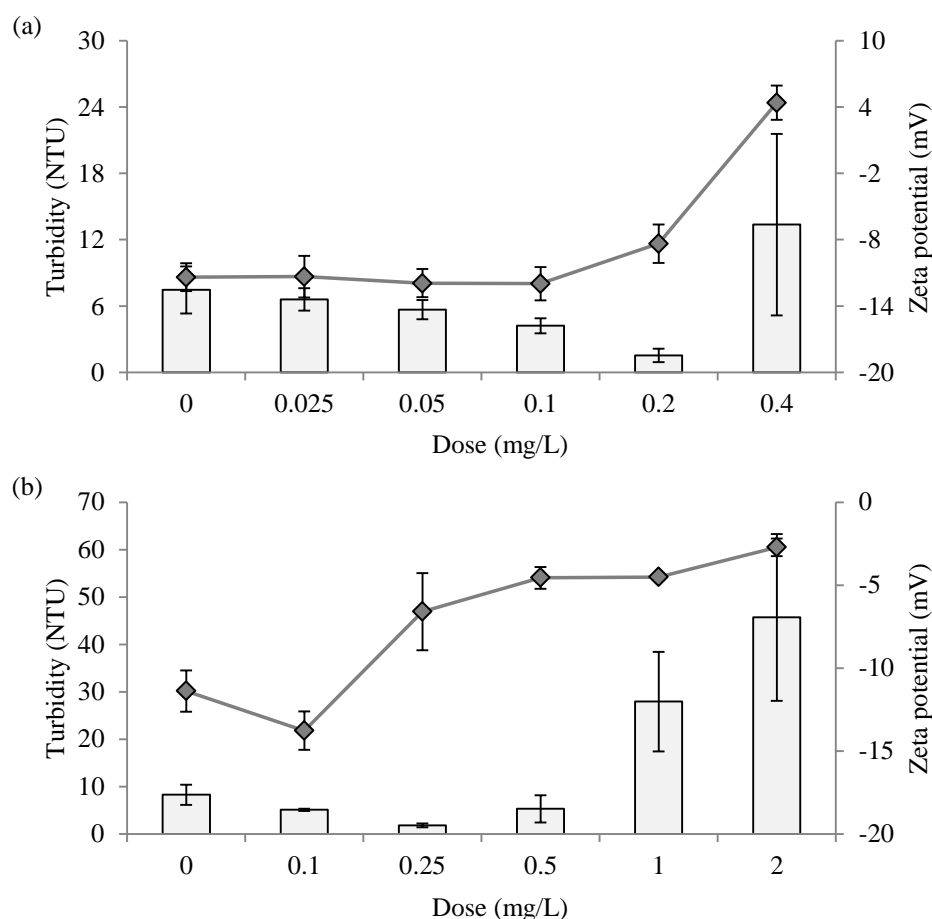 (a)
Turbidity (NTU)
30
24
18
12
6
0
10
4
-2
-8
-14
-20
Zeta potential (mV)
0 0.025 0.05 0.1 0.2 0.4
Dose (mg/L)
(b)
Turbidity (NTU)
70
60
50
40
30
20
10
0
0
-5
-10
-15
-20
Zeta potential (mV)
0 0.1 0.25 0.5 1 2
Dose (mg/L)